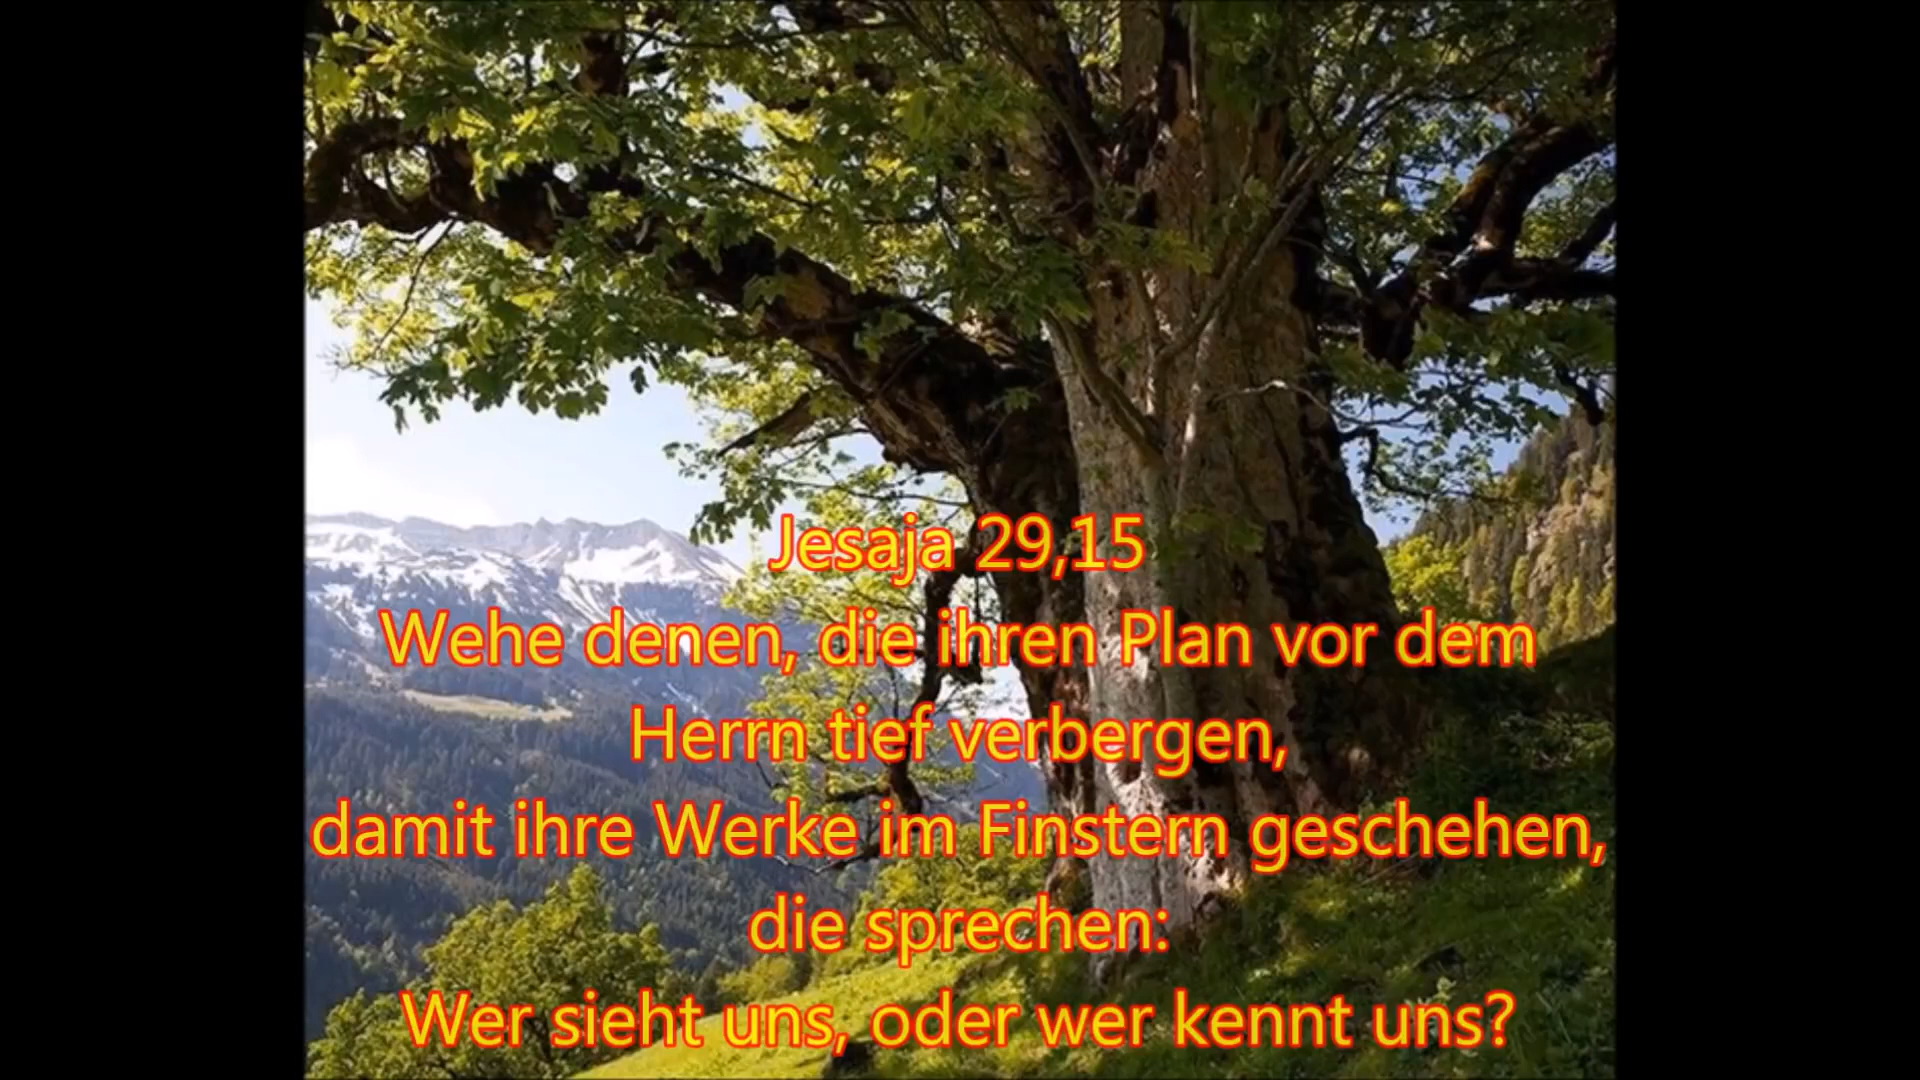 Jesaja 29,15
Wehe denen, die ihren Plan vor dem
Herrn tief verbergen,
damit ihre Werke im Finstern geschehen,
die sprechen:
Wer sieht uns, oder wer kennt uns?